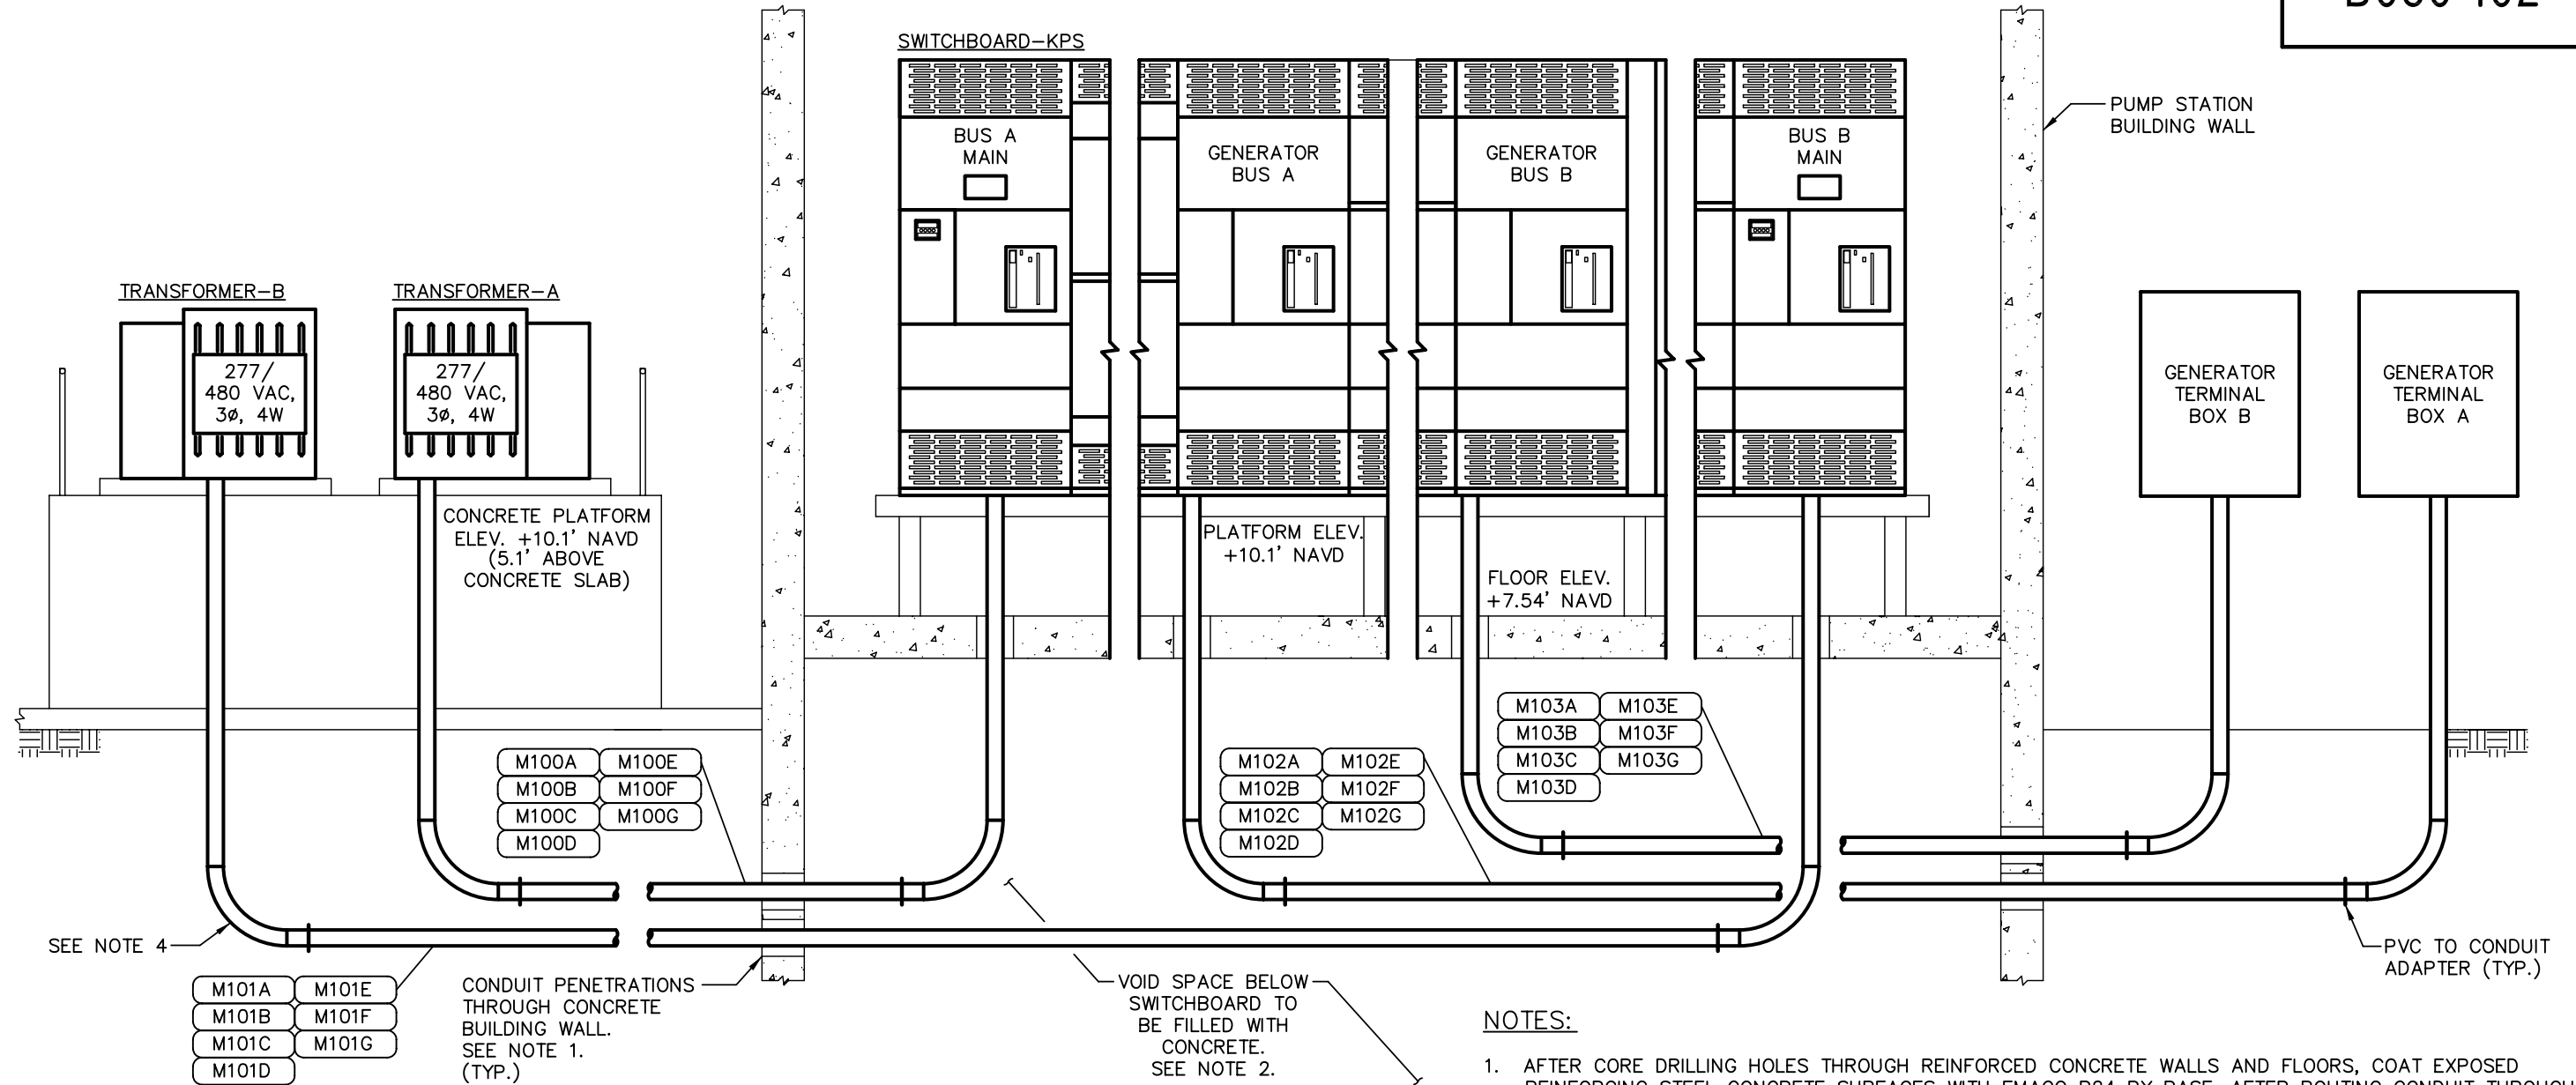 SWITCHBOARD-KPS
PUMP STATION
BUILDING WALL
BUS A
MAIN
GENERATOR
BUS A
GENERATOR
BUS B
BUS B
MAIN
TRANSFORMER-B
TRANSFORMER-A
277/
480 VAC,
3ø, 4W
277/
480 VAC,
3ø, 4W
GENERATOR
TERMINAL
BOX B
GENERATOR
TERMINAL
BOX A
CONCRETE PLATFORM
ELEV. +10.1' NAVD
(5.1' ABOVE
CONCRETE SLAB)
PLATFORM ELEV.
+10.1' NAVD
FLOOR ELEV.
+7.54' NAVD
M100A M100E
M100B M100F
M100C M100G
M100D
M102A M102E
M102B M102F
M102C M102G
M102D
M103A M103E
M103B M103F
M103C M103G
M103D
SEE NOTE 4
M101A M101E
M101B M101F
M101C M101G
M101D
CONDUIT PENETRATIONS
THROUGH CONCRETE
BUILDING WALL.
SEE NOTE 1.
(TYP.)
VOID SPACE BELOW
SWITCHBOARD TO
BE FILLED WITH
CONCRETE.
SEE NOTE 2.
PVC TO CONDUIT
ADAPTER (TYP.)
NOTES:
1. AFTER CORE DRILLING HOLES THROUGH REINFORCED CONCRETE WALLS AND FLOORS, COAT EXPOSED